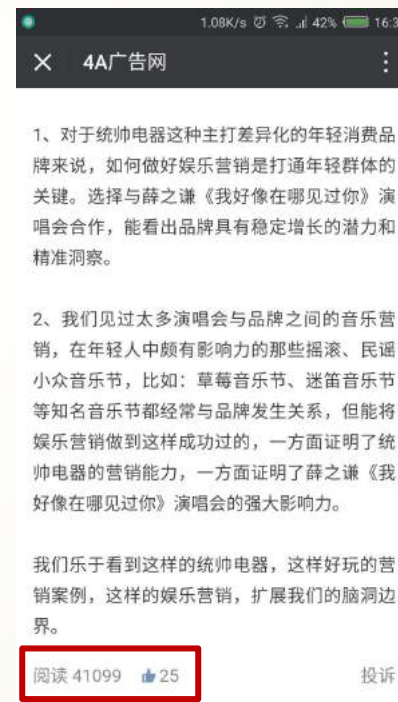 1.08K/s 42% 16:3
4A广告网
1、对于统帅电器这种主打差异化的年轻消费品
牌来说，如何做好娱乐营销是打通年轻群体的
关键。选择与薛之谦《我好像在哪见过你》演
唱会合作，能看出品牌具有稳定增长的潜力和
精准洞察。
2、我们见过太多演唱会与品牌之间的音乐营
销，在年轻人中颇有影响力的那些摇滚、民谣
小众音乐节，比如：草莓音乐节、迷笛音乐节
等知名音乐节都经常与品牌发生关系，但能将
娱乐营销做到这样成功过的，一方面证明了统
帅电器的营销能力，一方面证明了薛之谦《我
好像在哪见过你》演唱会的强大影响力。
我们乐于看到这样的统帅电器，这样好玩的营
销案例，这样的娱乐营销，扩展我们的脑洞边
界。
阅读 41099 25 投诉